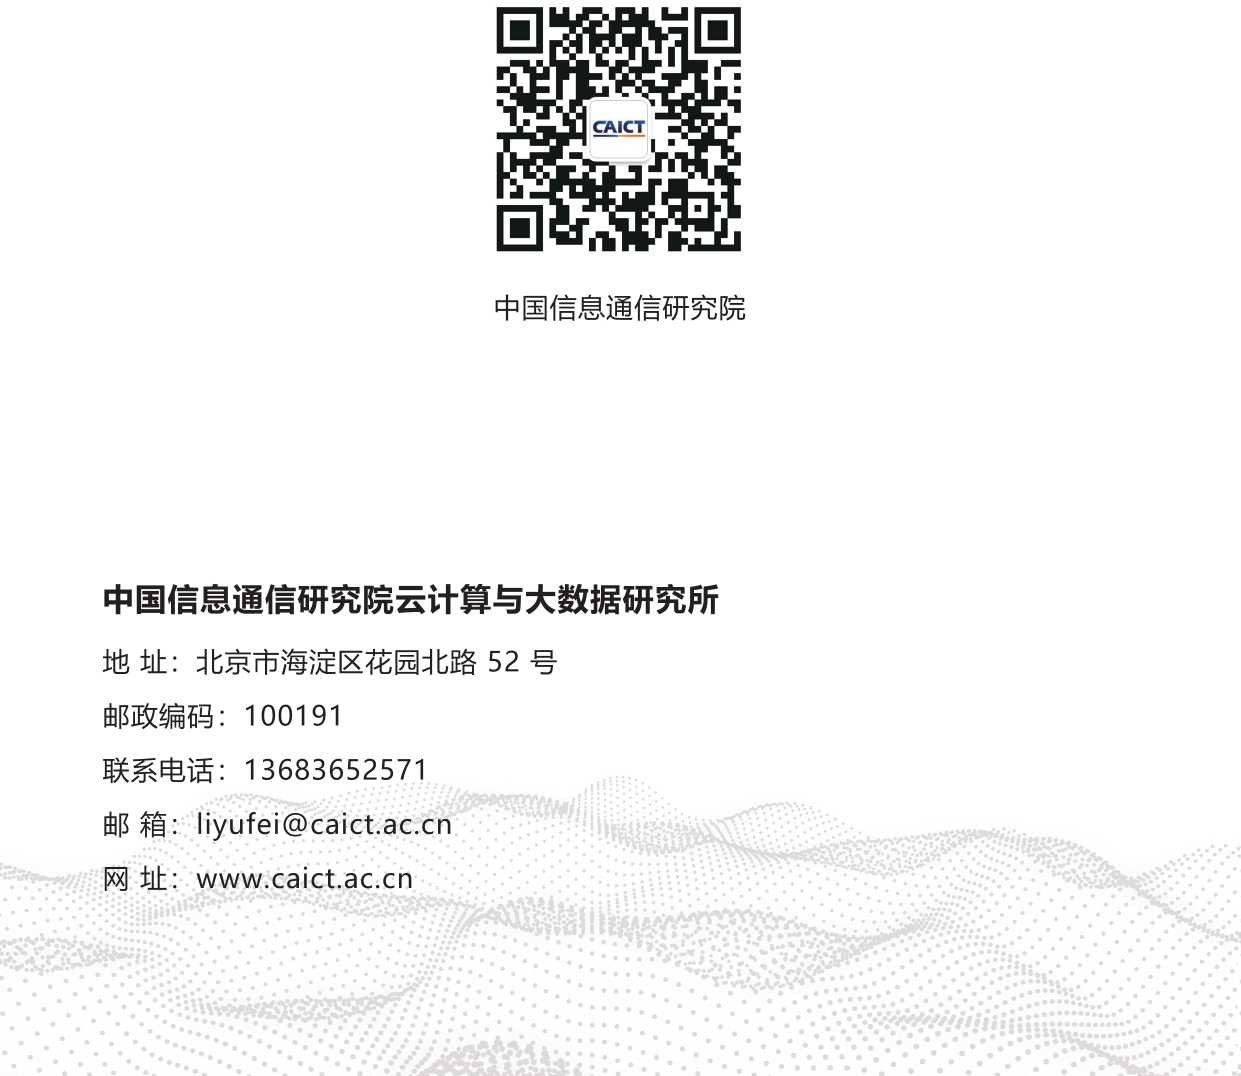 CAICT
中国信息通信研究院
中国信息通信研究院云计算与大数据研究所
地 址：北京市海淀区花园北路 52 号
邮政编码：100191
联系电话：13683652571
邮 箱：liyufei@caict.ac.cn
网 址：www.caict.ac.cn